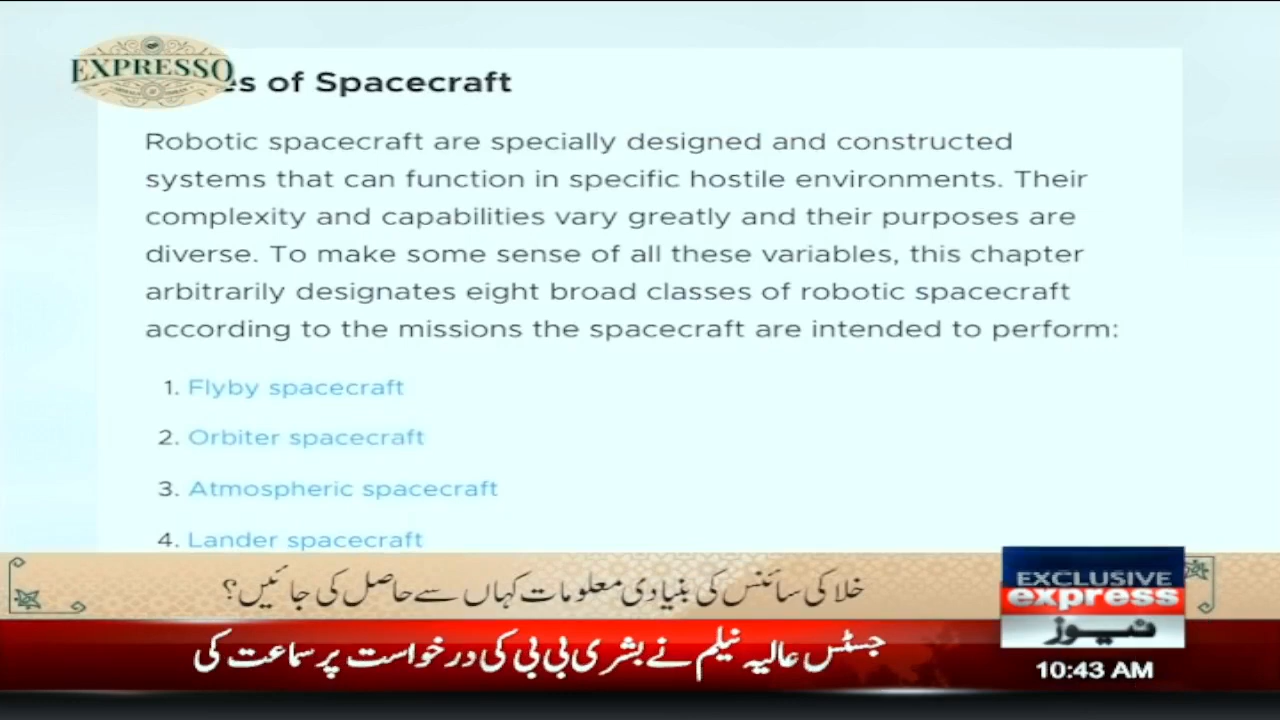 EXPRESSO
es of Spacecraft
Robotic spacecraft are specially designed and constructed
systems that can function in specific hostile environments. Their
complexity and capabilities vary greatly and their purposes are
diverse. To make some sense of all these variables, this chapter
arbitrarily designates eight broad classes of robotic spacecraft
according to the missions the spacecraft are intended to perform:
1. Flyby spacecraft
2. Orbiter spacecraft
3. Atmospheric spacecraft
4. Lander spacecraft
خلا کی سائنس کی بنیادی معلومات کہاں سے حاصل کی جائیں؟
EXCLUSIVE
express
نیوز
جسٹس عالیہ نیلم نے بشری بی بی کی درخواست پر سماعت کی
10:43 AM